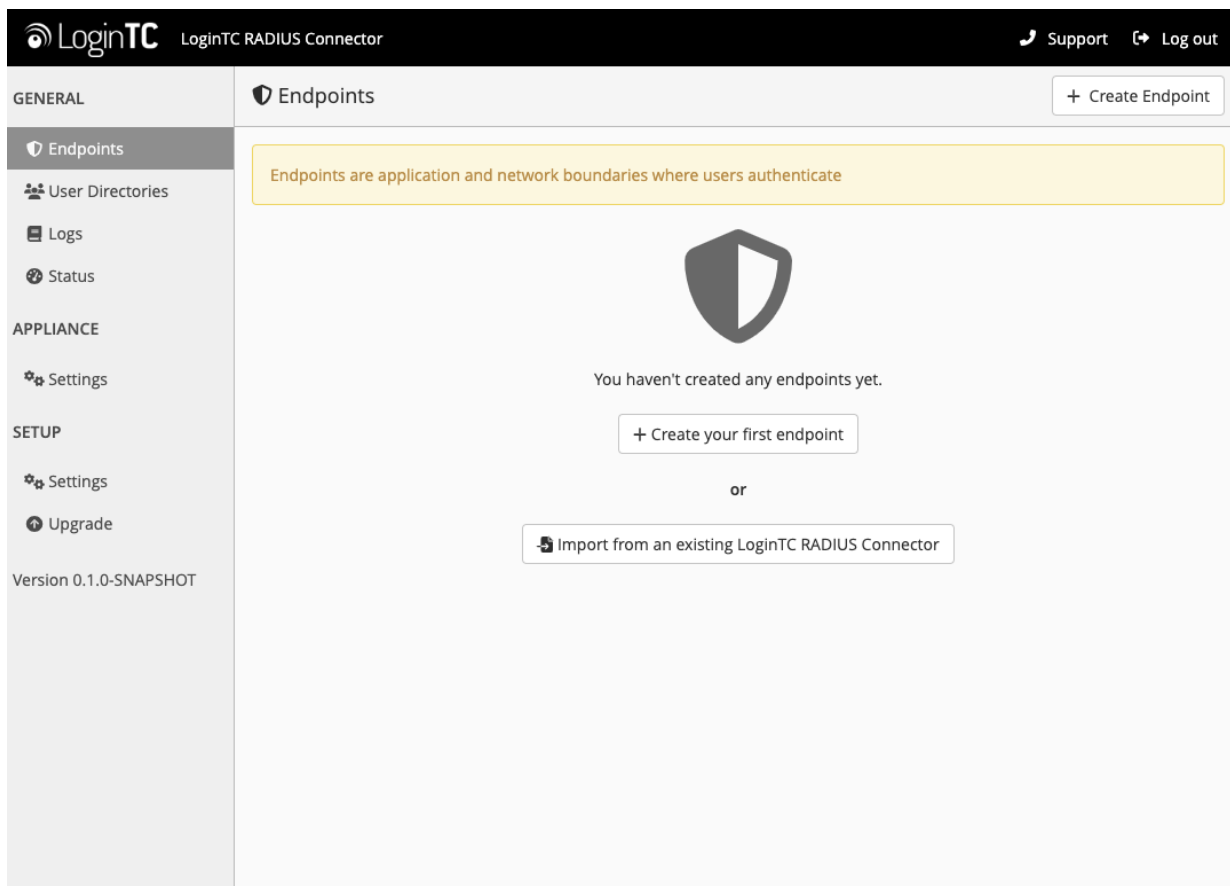 LoginTC LoginTC RADIUS Connector Support Log out
GENERAL
Endpoints
User Directories
Logs
Status
APPLIANCE
Settings
SETUP
Settings
Upgrade
Version 0.1.0-SNAPSHOT
Endpoints
+ Create Endpoint
Endpoints are application and network boundaries where users authenticate
You haven't created any endpoints yet.
+ Create your first endpoint
or
Import from an existing LoginTC RADIUS Connector